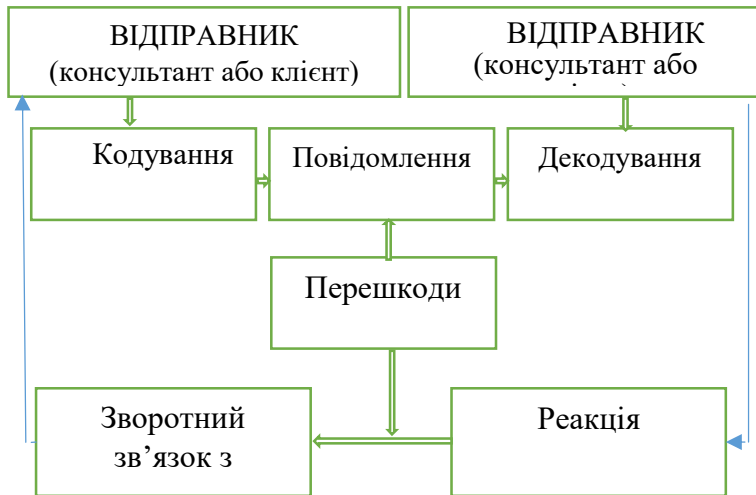 ВІДПРАВНИК
(консультант або клієнт)
ВІДПРАВНИК
(консультант або
Кодування
Повідомлення
Декодування
Перешкоди
Зворотний
зв’язок з
Реакція